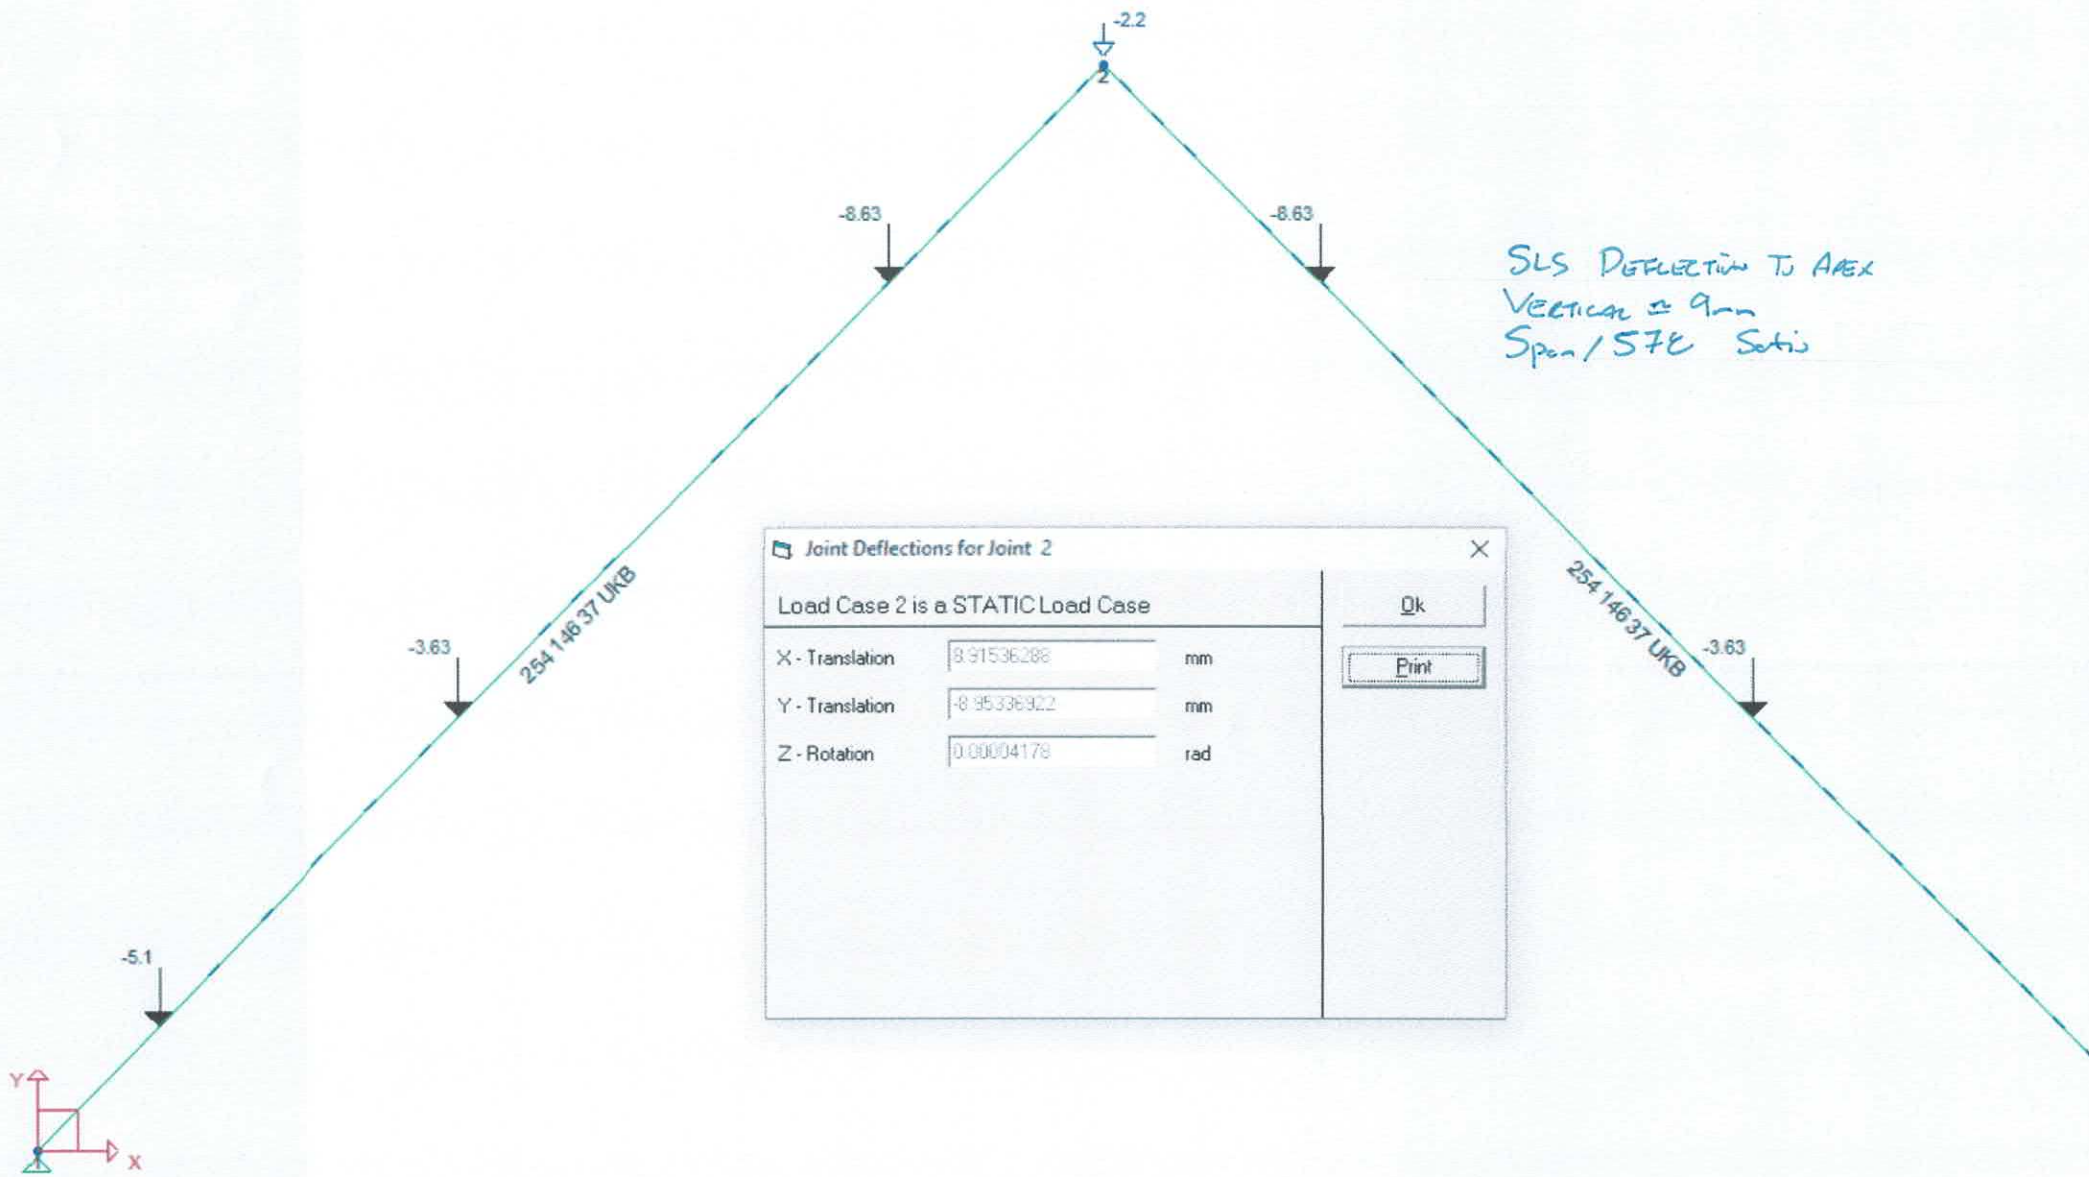 -2.2
2
-8.63
-8.63
SLS DEFLECTION TO APEX
VERTICAL ≏ 9mm
Span/578 Satis
Joint Deflections for Joint 2
Load Case 2 is a STATIC Load Case
Ok
X - Translation 8.91536288 mm
Print
Y - Translation -8.95336922 mm
Z - Rotation 0.00004178 rad
254 146 37 UKB
254 146 37 UKB
-3.63
-3.63
-5.1
Y
X